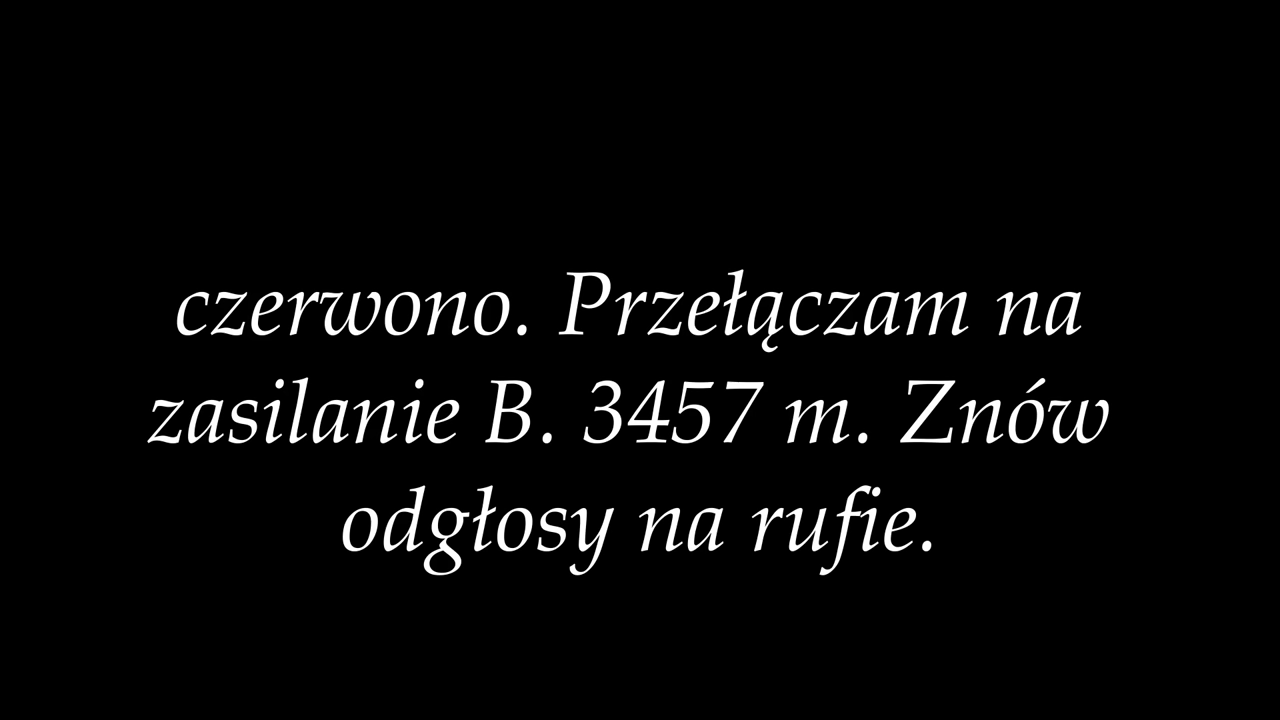 czerwono. Przełączam na
zasilanie B. 3457 m. Znów
odgłosy na rufie.